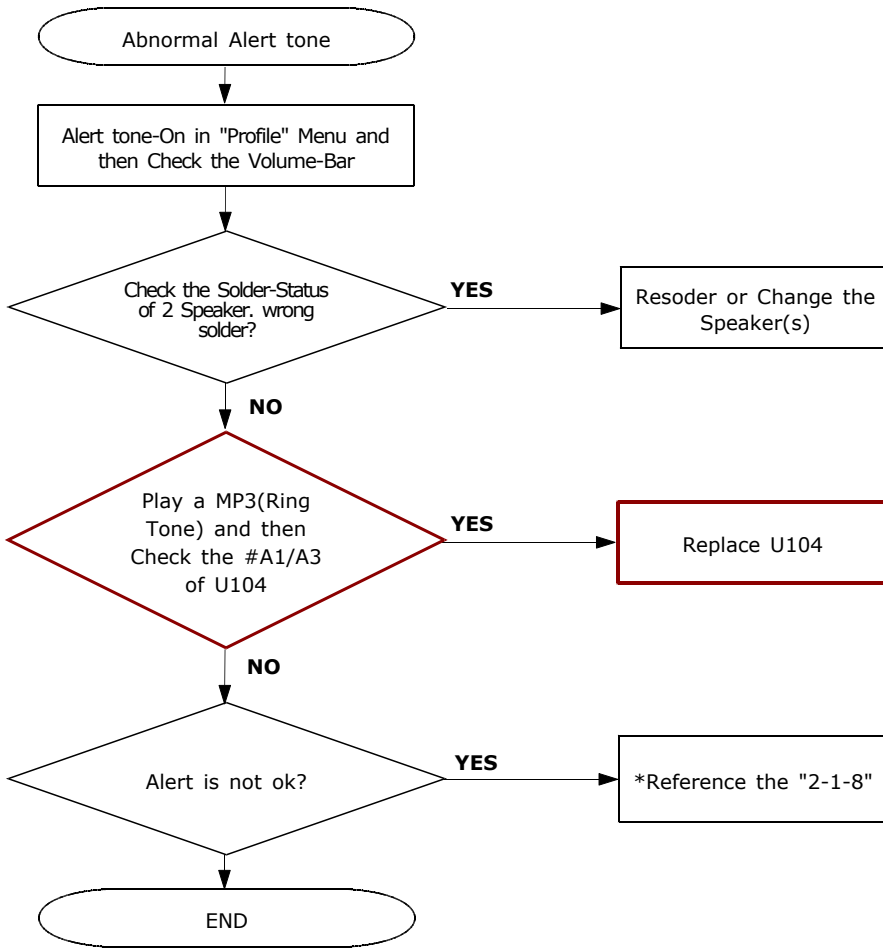 Abnormal Alert tone
Alert tone-On in "Profile" Menu and
then Check the Volume-Bar
Check the Solder-Status
of 2 Speaker. wrong
solder?
YES
Resoder or Change the
Speaker(s)
NO
Play a MP3(Ring
Tone) and then
Check the #A1/A3
of U104
YES
Replace U104
NO
Alert is not ok?
YES
*Reference the "2-1-8"
END